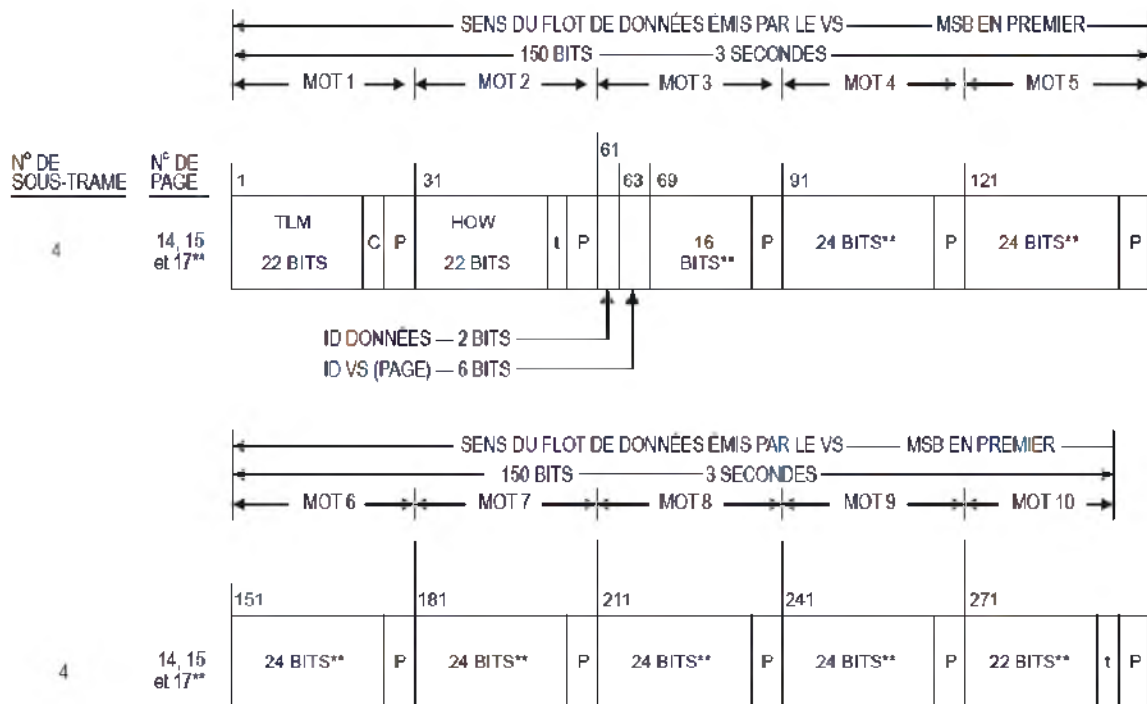 SENS DU FLOT DE DONNÉES ÉMIS PAR LE VS MSB EN PREMIER
150 BITS 3 SECONDES
MOT 1 MOT 2 MOT 3 MOT 4 MOT 5
N° DE SOUS-TRAME
N° DE PAGE
1 31 61 63 69 91 121
4
14, 15 et 17**
TLM 22 BITS
C P
HOW 22 BITS
t P
16 BITS**
P
24 BITS**
P
24 BITS**
P
ID DONNÉES — 2 BITS
ID VS (PAGE) — 6 BITS
SENS DU FLOT DE DONNÉES ÉMIS PAR LE VS MSB EN PREMIER
150 BITS 3 SECONDES
MOT 6 MOT 7 MOT 8 MOT 9 MOT 10
151 181 211 241 271
4
14, 15 et 17**
24 BITS** P 24 BITS** P 24 BITS** P 24 BITS** P 22 BITS** t P